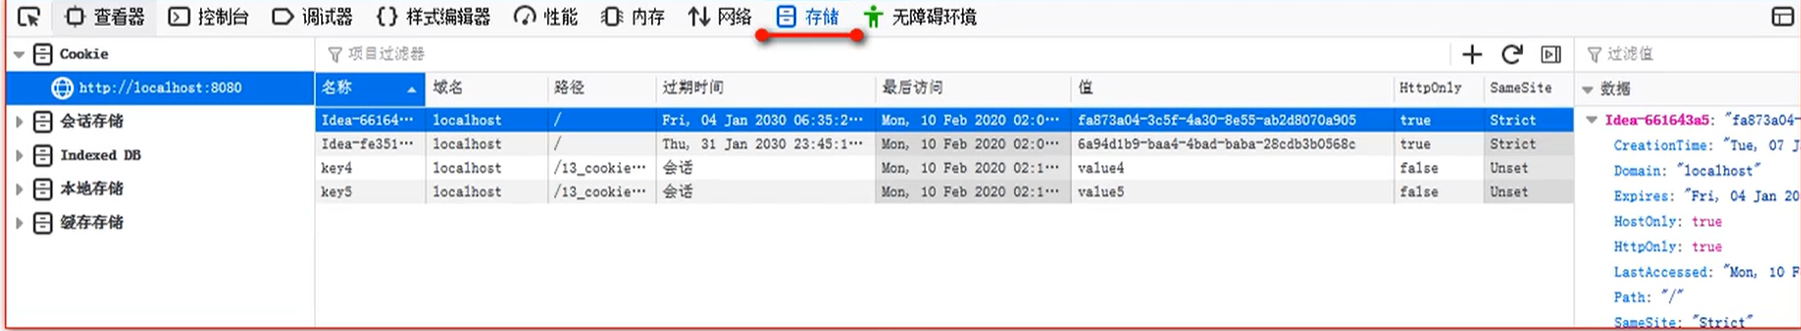 查看器 控制台 调试器 样式编辑器 性能 内存 网络 存储 无障碍环境
Cookie 项目过滤器 过滤值
http://localhost:8080 名称 域名 路径 过期时间 最后访问 值 HttpOnly SameSite 数据
会话存储 Idea-66164··· localhost / Fri, 04 Jan 2030 06:35:2··· Mon, 10 Feb 2020 02:0··· fa873a04-3c5f-4a30-8e55-ab2d8070a905 true Strict Idea-661643a5: "fa873a04-
Idea-fe351··· localhost / Thu, 31 Jan 2030 23:45:1··· Mon, 10 Feb 2020 02:0··· 6a94d1b9-baa4-4bad-baba-28cdb3b0568c true Strict CreationTime: "Tue, 07 J
Indexed DB key4 localhost /13_cookie··· 会话 Mon, 10 Feb 2020 02:1··· value4 false Unset Domain: "localhost"
本地存储 key5 localhost /13_cookie··· 会话 Mon, 10 Feb 2020 02:1··· value5 false Unset Expires: "Fri, 04 Jan 20
缓存存储 HostOnly: true
HttpOnly: true
LastAccessed: "Mon, 10 F
Path: "/"
SameSite: "Strict"